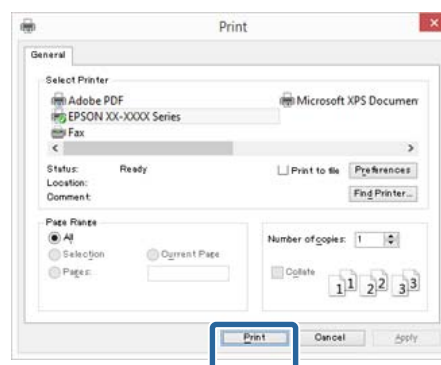 Print
General
Select Printer
Adobe PDF
Microsoft XPS Documen
EPSON XX-XXXX Series
Fax
Status: Ready
Print to file
Preferences
Location:
Comment:
Find Printer...
Page Range
All
Number of copies: 1
Selection
Current Page
Pages:
Collate
1 1 2 2 3 3
Print
Cancel
Apply